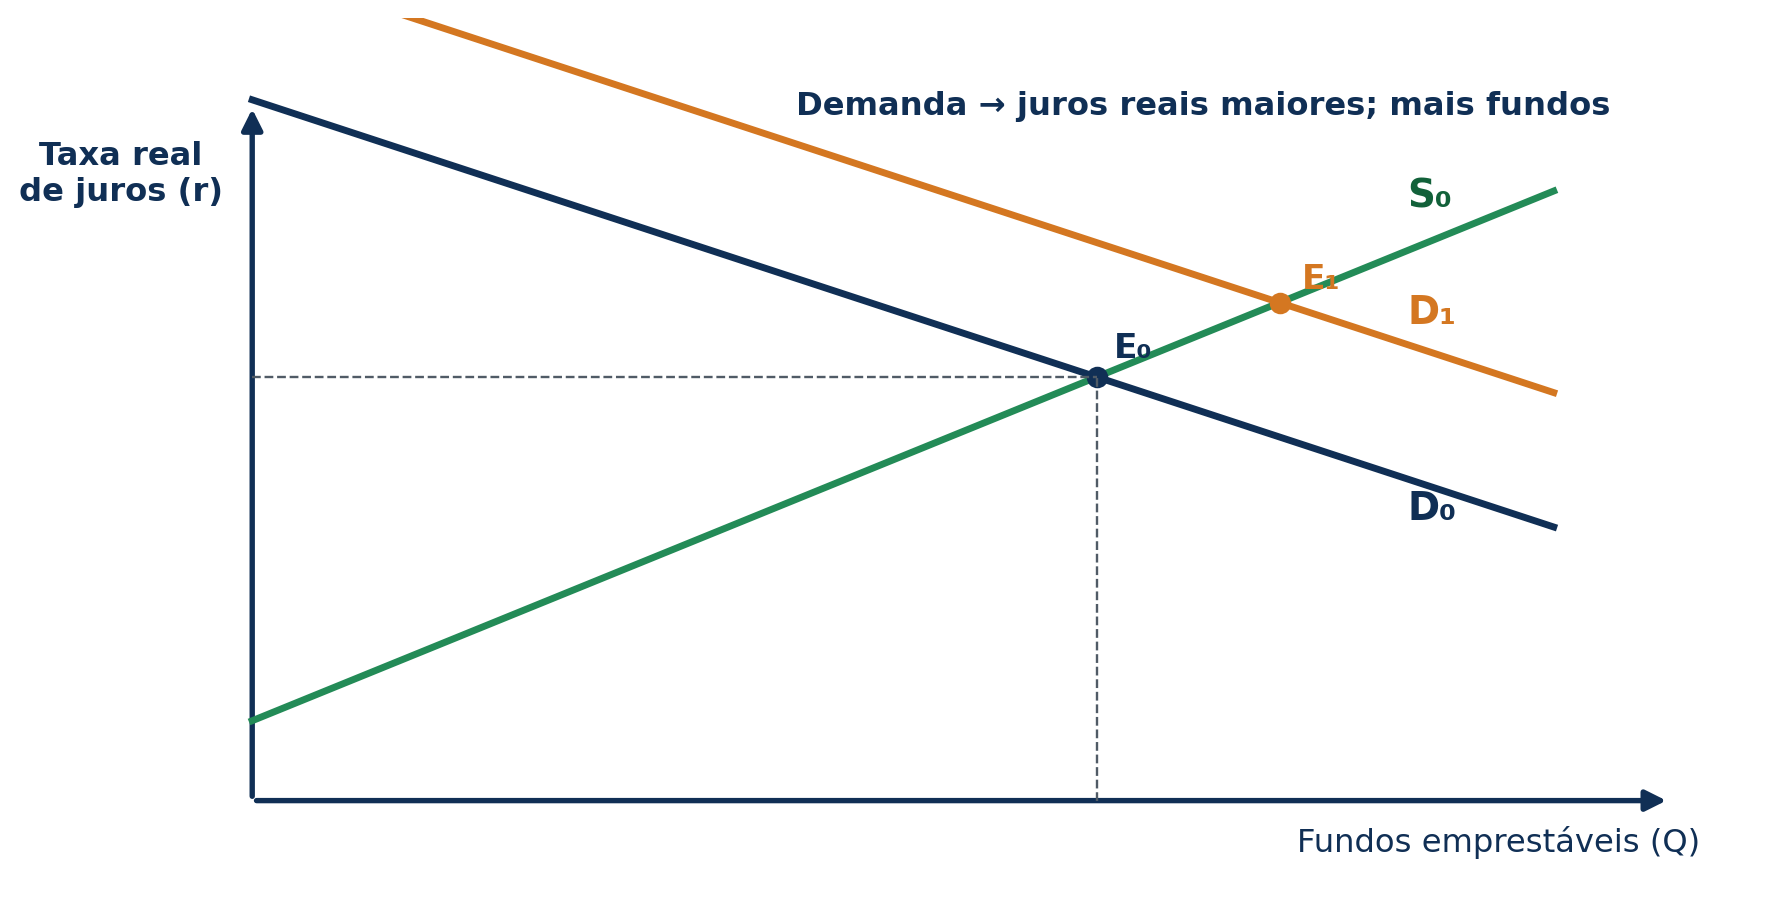 Demanda → juros reais maiores; mais fundos
Taxa real
de juros (r)
S₀
E₁
D₁
E₀
D₀
Fundos emprestáveis (Q)